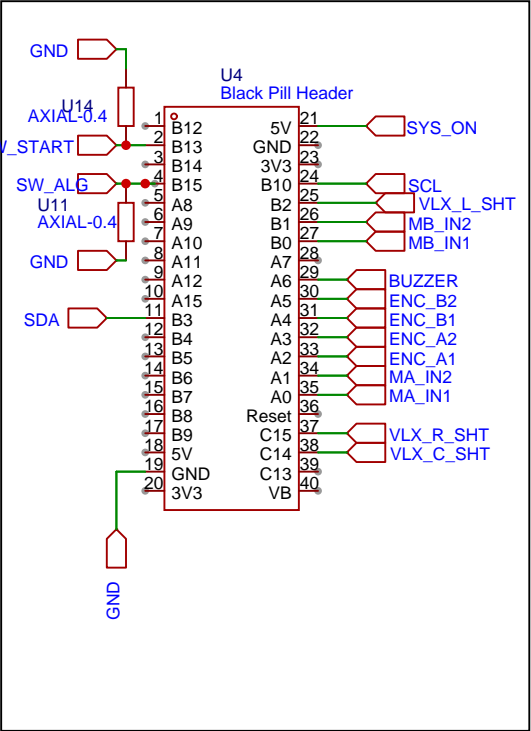 GND
U14
AXIAL-0.4
W_START
SW_ALG
U11
AXIAL-0.4
GND
SDA
GND
U4
Black Pill Header
1 B12
2 B13
3 B14
4 B15
5 A8
6 A9
7 A10
8 A11
9 A12
10 A15
11 B3
12 B4
13 B5
14 B6
15 B7
16 B8
17 B9
18 5V
19 GND
20 3V3
5V 21 SYS_ON
GND 22
3V3 23
B10 24 SCL
B2 25 VLX_L_SHT
B1 26 MB_IN2
B0 27 MB_IN1
A7 28
A6 29 BUZZER
A5 30 ENC_B2
A4 31 ENC_B1
A3 32 ENC_A2
A2 33 ENC_A1
A1 34 MA_IN2
A0 35 MA_IN1
Reset 36
C15 37 VLX_R_SHT
C14 38 VLX_C_SHT
C13 39
VB 40